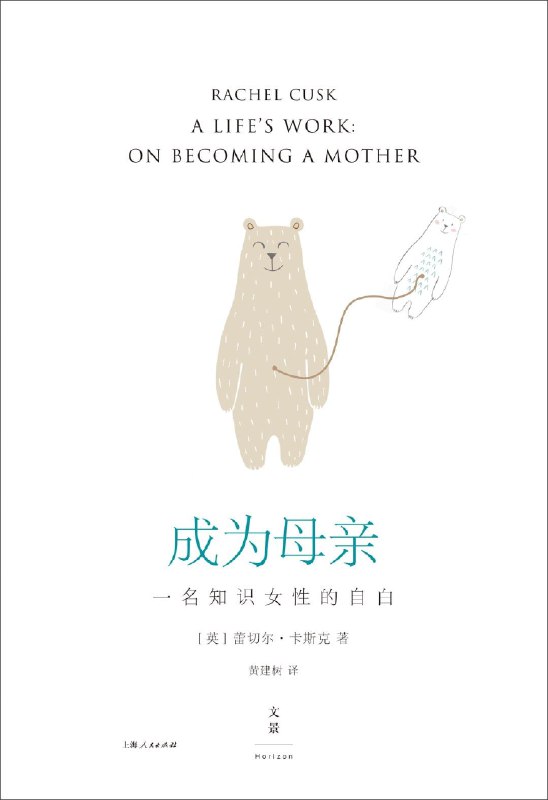 RACHEL CUSK
A LIFE'S WORK:
ON BECOMING A MOTHER
成为母亲
一名知识女性的自白
[英] 蕾切尔·卡斯克 著
黄建树 译
文
景
Horizon
上海人民出版社